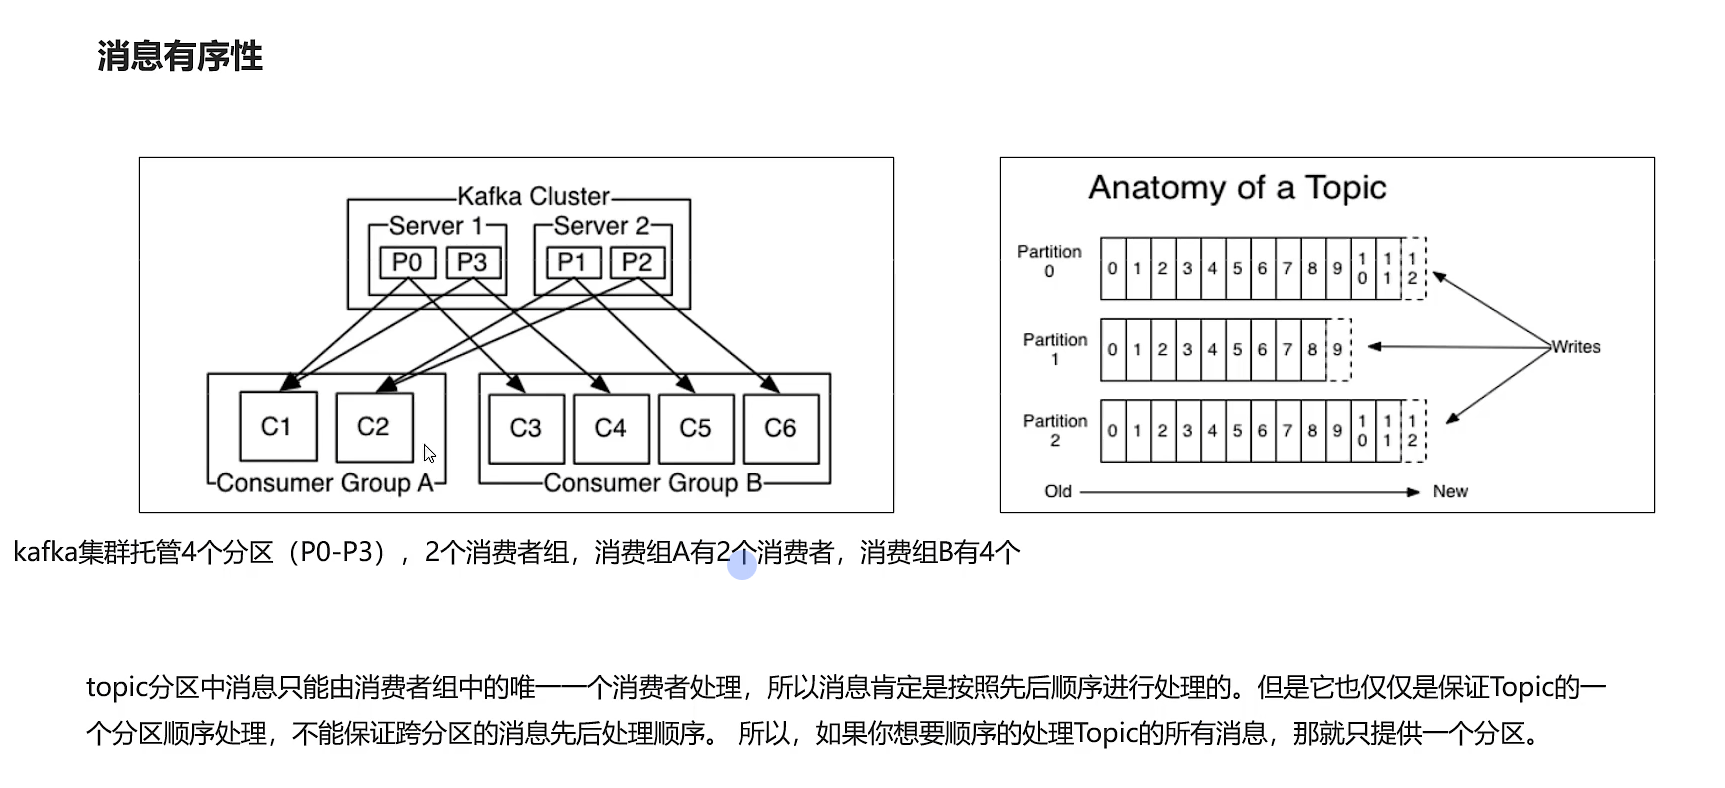 消息有序性
Kafka Cluster
Server 1
Server 2
P0
P3
P1
P2
C1
C2
C3
C4
C5
C6
Consumer Group A
Consumer Group B
Anatomy of a Topic
Partition
0
0 1 2 3 4 5 6 7 8 9 10 11 12
Partition
1
0 1 2 3 4 5 6 7 8 9
Partition
2
0 1 2 3 4 5 6 7 8 9 10 11 12
Writes
Old
New
kafka集群托管4个分区（P0-P3），2个消费者组，消费组A有2个消费者，消费组B有4个
topic分区中消息只能由消费者组中的唯一一个消费者处理，所以消息肯定是按照先后顺序进行处理的。但是它也仅仅是保证Topic的一
个分区顺序处理，不能保证跨分区的消息先后处理顺序。 所以，如果你想要顺序的处理Topic的所有消息，那就只提供一个分区。